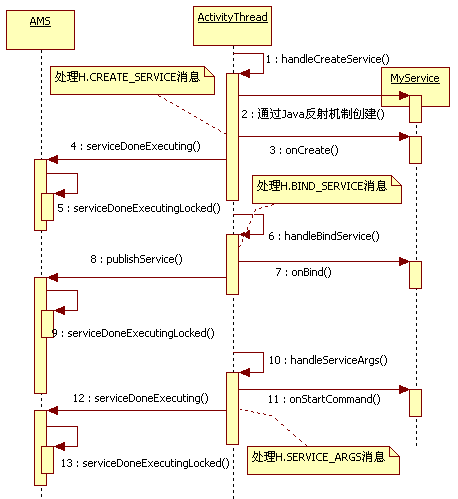 AMS
ActivityThread
1 : handleCreateService()
处理H.CREATE_SERVICE消息
MyService
2 : 通过Java反射机制创建()
3 : onCreate()
4 : serviceDoneExecuting()
5 : serviceDoneExecutingLocked()
处理H.BIND_SERVICE消息
6 : handleBindService()
8 : publishService()
7 : onBind()
9 : serviceDoneExecutingLocked()
10 : handleServiceArgs()
12 : serviceDoneExecuting()
11 : onStartCommand()
处理H.SERVICE_ARGS消息
13 : serviceDoneExecutingLocked()